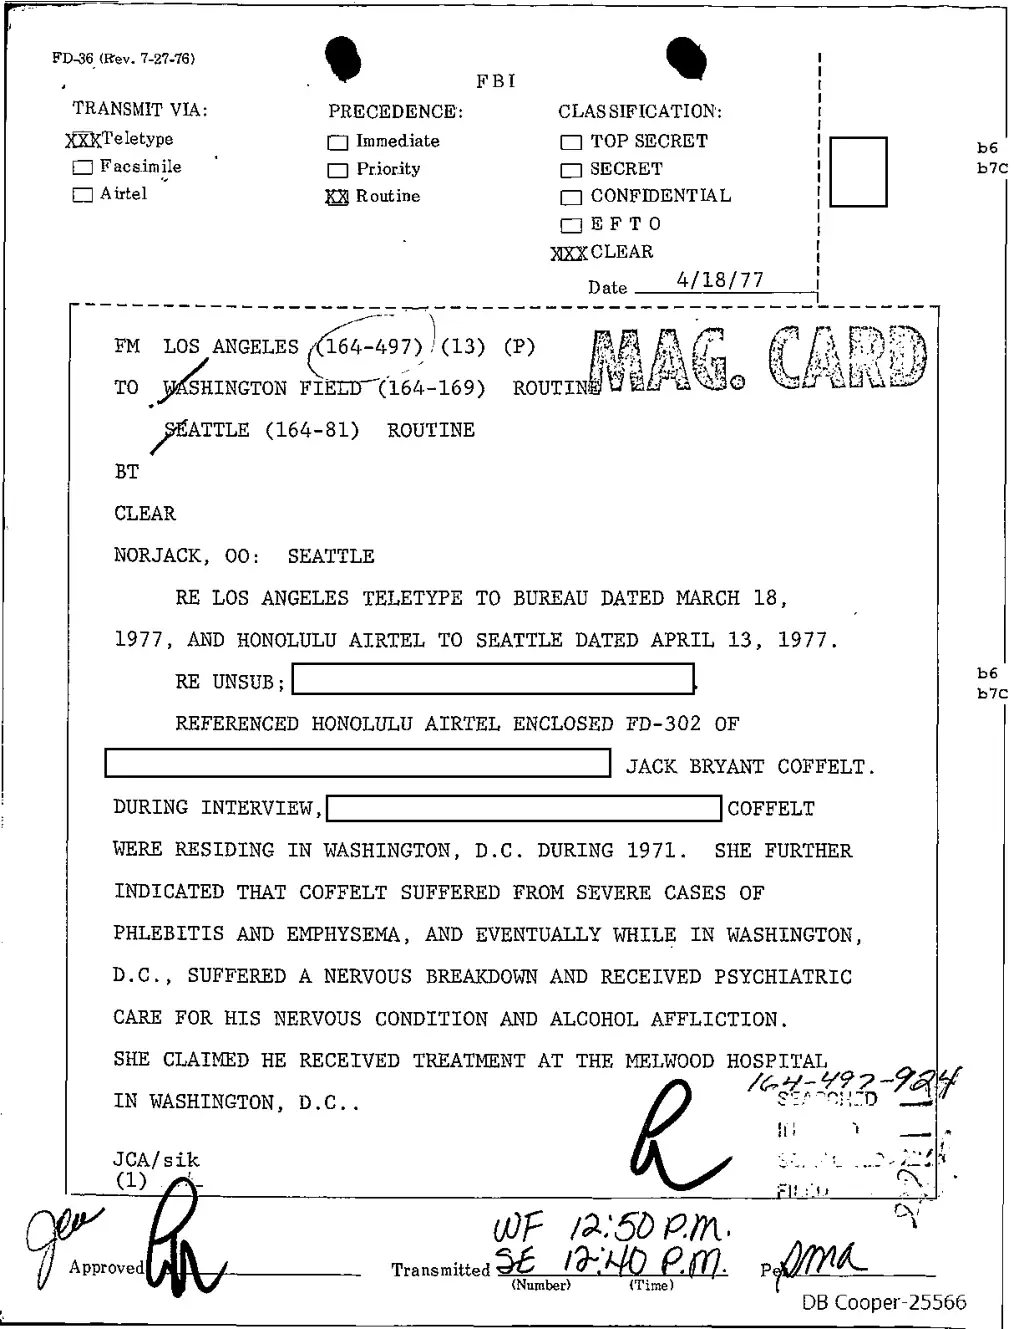 FD-36 (Rev. 7-27-76)
FBI
TRANSMIT VIA:
XXX Teletype
Facsimile
Airtel
PRECEDENCE:
Immediate
Priority
XX Routine
CLASSIFICATION:
TOP SECRET
SECRET
CONFIDENTIAL
E F T O
XXX CLEAR
Date 4/18/77
b6
b7C
MAG. CARD
FM LOS ANGELES (164-497) (13) (P)
TO WASHINGTON FIELD (164-169) ROUTINE
SEATTLE (164-81) ROUTINE
BT
CLEAR
NORJACK, OO: SEATTLE
RE LOS ANGELES TELETYPE TO BUREAU DATED MARCH 18,
1977, AND HONOLULU AIRTEL TO SEATTLE DATED APRIL 13, 1977.
RE UNSUB;
b6
b7C
REFERENCED HONOLULU AIRTEL ENCLOSED FD-302 OF
JACK BRYANT COFFELT.
DURING INTERVIEW, COFFELT
WERE RESIDING IN WASHINGTON, D.C. DURING 1971. SHE FURTHER
INDICATED THAT COFFELT SUFFERED FROM SEVERE CASES OF
PHLEBITIS AND EMPHYSEMA, AND EVENTUALLY WHILE IN WASHINGTON,
D.C., SUFFERED A NERVOUS BREAKDOWN AND RECEIVED PSYCHIATRIC
CARE FOR HIS NERVOUS CONDITION AND ALCOHOL AFFLICTION.
SHE CLAIMED HE RECEIVED TREATMENT AT THE MELWOOD HOSPITAL
IN WASHINGTON, D.C..
164-497-924
SEARCHED
FILED
JCA/sik
(1)
Approved
Transmitted
WF 12:50 P.M.
SE 12:40 P.M.
(Number) (Time)
Per
DB Cooper-25566